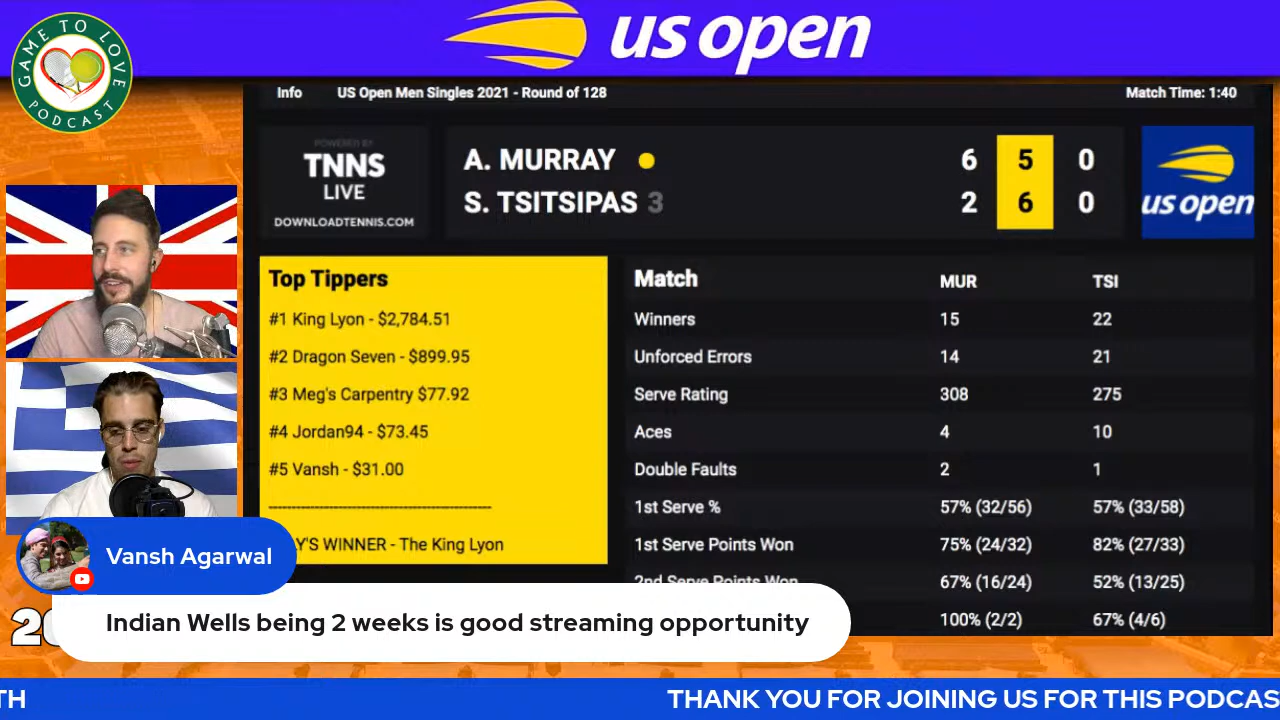 GAME TO LOVE
PODCAST
us open
Info US Open Men Singles 2021 - Round of 128 Match Time: 1:40
POWERED BY
TNNS
LIVE
DOWNLOADTENNIS.COM
A. MURRAY 6 5 0
S. TSITSIPAS 3 2 6 0
us open
Top Tippers
#1 King Lyon - $2,784.51
#2 Dragon Seven - $899.95
#3 Meg's Carpentry $77.92
#4 Jordan94 - $73.45
#5 Vansh - $31.00
--------------------------------------------------
Y'S WINNER - The King Lyon
Match MUR TSI
Winners 15 22
Unforced Errors 14 21
Serve Rating 308 275
Aces 4 10
Double Faults 2 1
1st Serve % 57% (32/56) 57% (33/58)
1st Serve Points Won 75% (24/32) 82% (27/33)
2nd Serve Points Won 67% (16/24) 52% (13/25)
100% (2/2) 67% (4/6)
Vansh Agarwal
Indian Wells being 2 weeks is good streaming opportunity
TH THANK YOU FOR JOINING US FOR THIS PODCAS